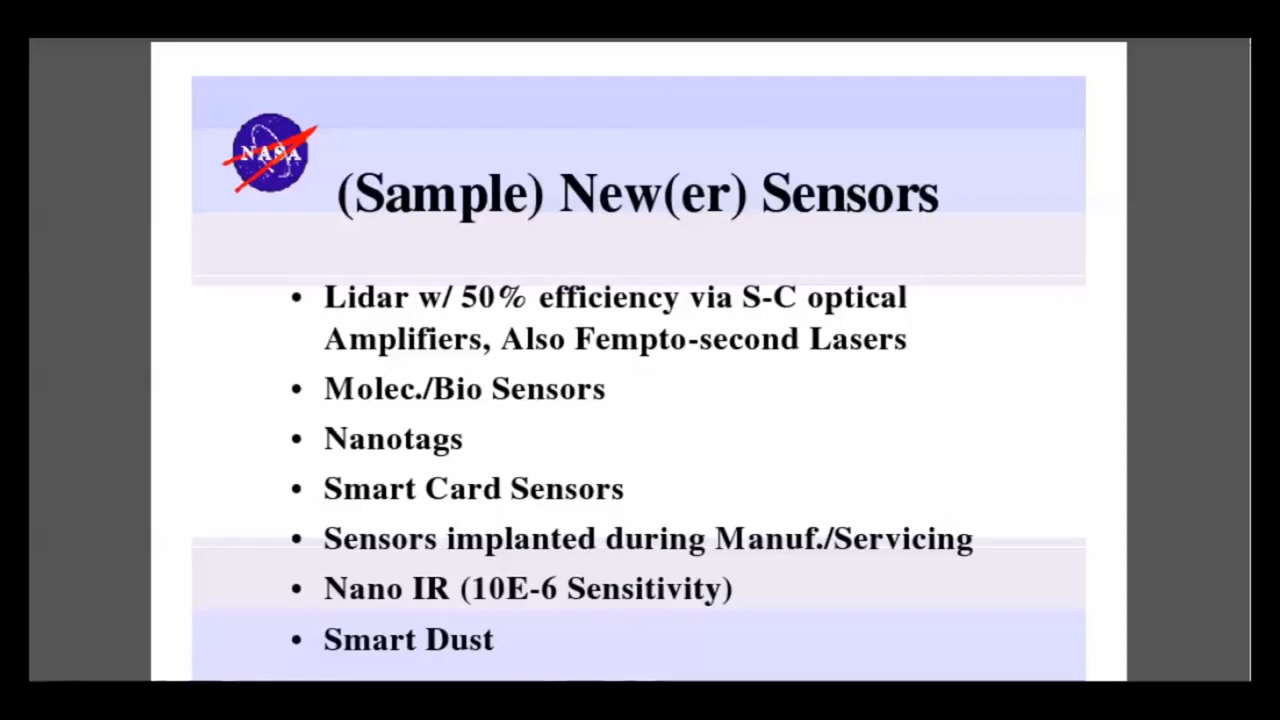 NASA
(Sample) New(er) Sensors
• Lidar w/ 50% efficiency via S-C optical
Amplifiers, Also Fempto-second Lasers
• Molec./Bio Sensors
• Nanotags
• Smart Card Sensors
• Sensors implanted during Manuf./Servicing
• Nano IR (10E-6 Sensitivity)
• Smart Dust